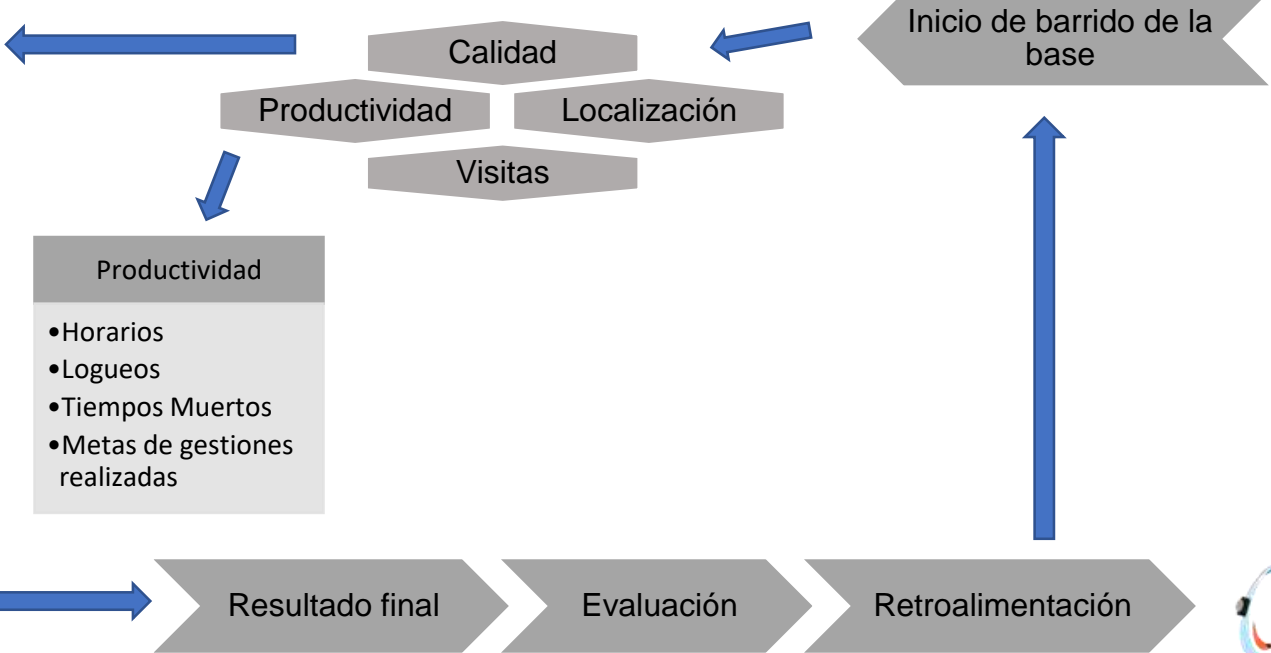 Inicio de barrido de la
base
Calidad
Productividad
Localización
Visitas
Productividad
•Horarios
•Logueos
•Tiempos Muertos
•Metas de gestiones
realizadas
Resultado final
Evaluación
Retroalimentación